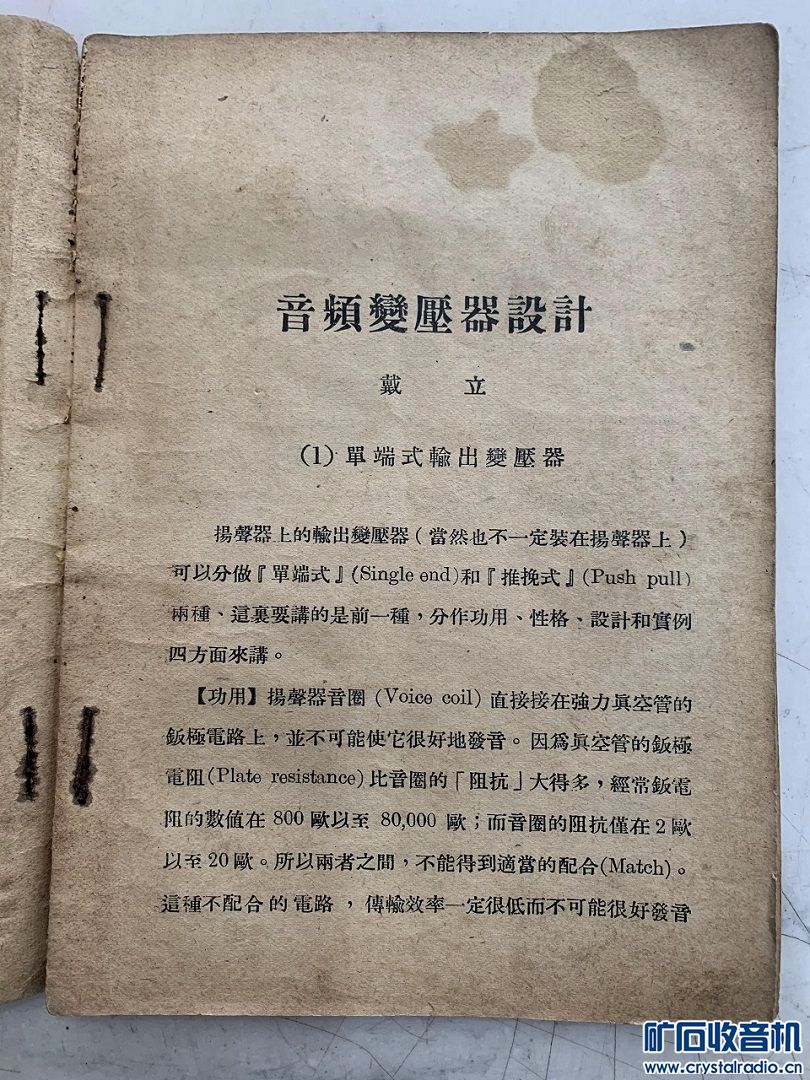 音頻變壓器設計
戴 立
(1) 單端式輸出變壓器
揚聲器上的輸出變壓器(當然也不一定裝在揚聲器上)
可以分做『單端式』(Single end)和『推挽式』(Push pull)
兩種、這裏要講的是前一種,分作功用、性格、設計和實例
四方面來講。
【功用】揚聲器音圈 (Voice coil) 直接接在強力眞空管的
鈑極電路上,並不可能使它很好地發音。因爲眞空管的鈑極
電阻(Plate resistance)比音圈的「阻抗」大得多,經常鈑電
阻的數値在 800 歐以至 80,000 歐;而音圈的阻抗僅在 2 歐
以至 20 歐。所以兩者之間,不能得到適當的配合(Match)。
這種不配合的電路,傳輸效率一定很低而不可能很好發音
矿石收音机
www.crystalradio.cn